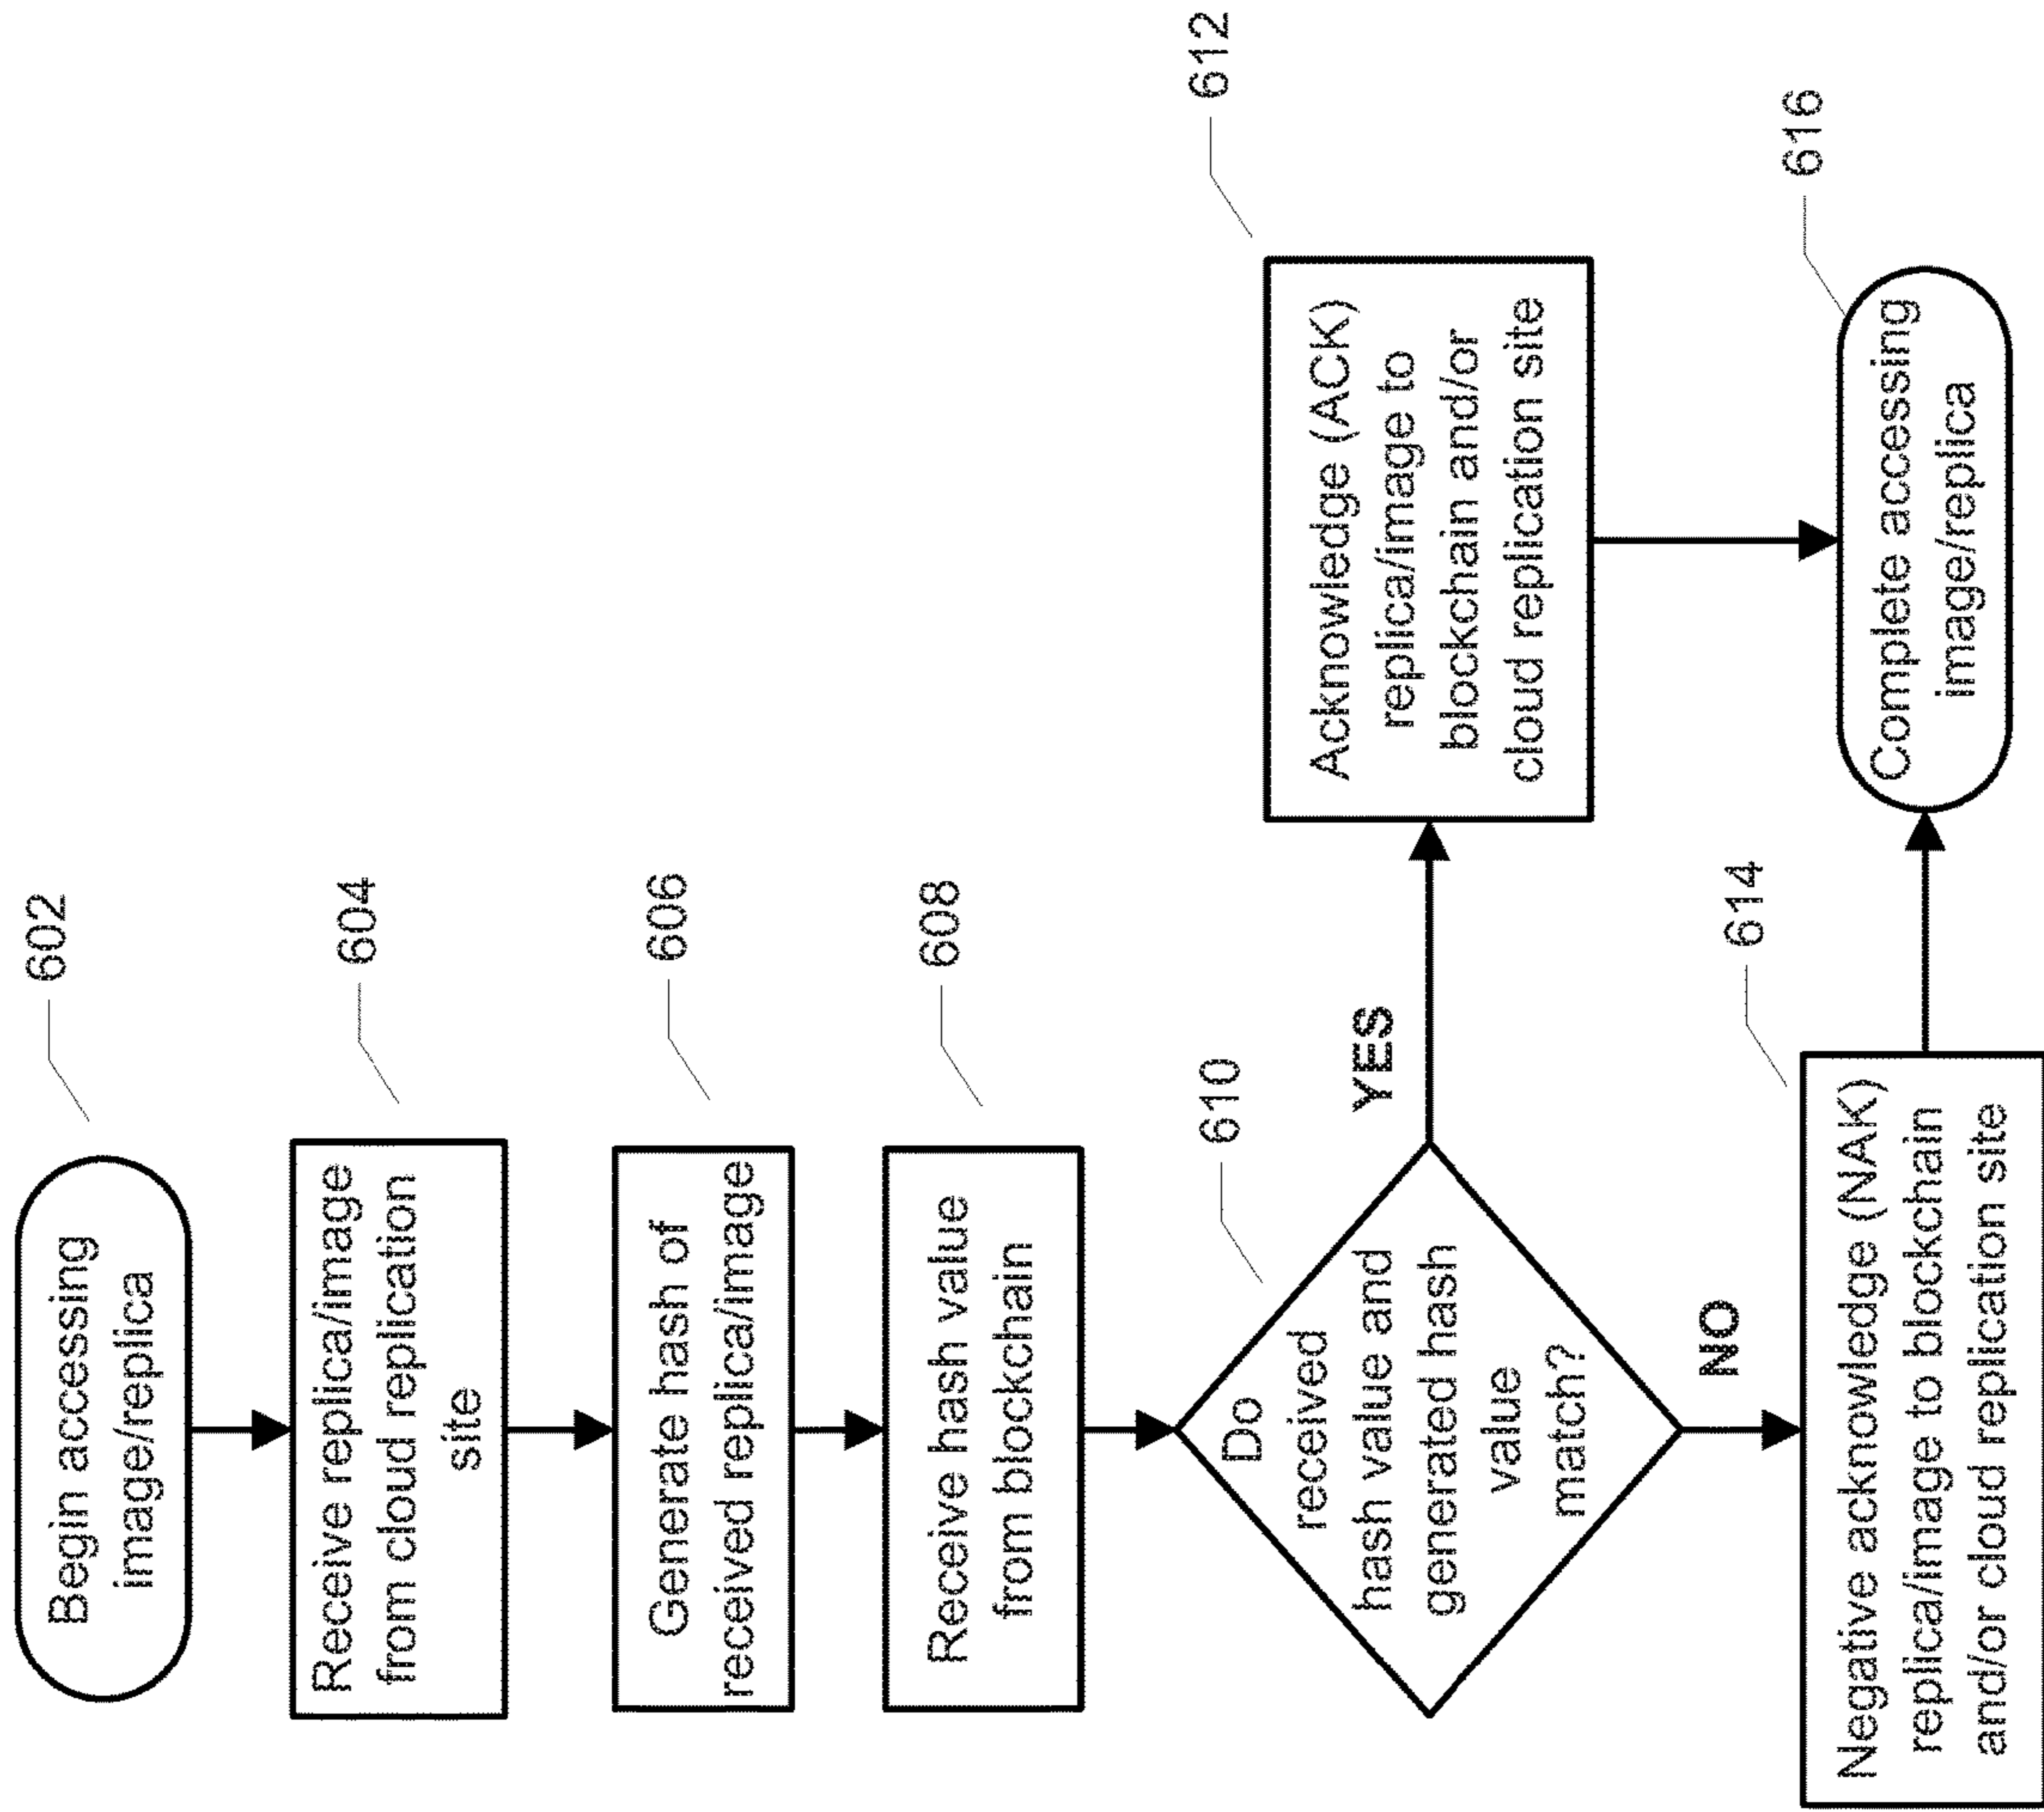 602
Begin accessing
image/replica
604
Receive replica/image
from cloud replication
site
606
Generate hash of
received replica/image
608
Receive hash value
from blockchain
610
Do
received
hash value and
generated hash
value
match?
YES
612
Acknowledge (ACK)
replica/image to
blockchain and/or
cloud replication site
NO
614
Negative acknowledge (NAK)
replica/image to blockchain
and/or cloud replication site
616
Complete accessing
image/replica